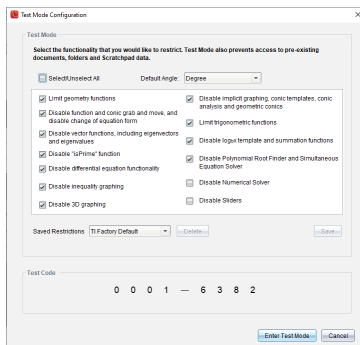 Test Mode Configuration
Test Mode
Select the functionality that you would like to restrict. Test Mode also prevents access to pre-existing
documents, folders and Scratchpad data.
Select/Unselect All
Default Angle:
Degree
Limit geometry functions
Disable function and conic grab and move, and
disable change of equation form
Disable vector functions, including eigenvectors
and eigenvalues
Disable "isPrime" function
Disable differential equation functionality
Disable inequality graphing
Disable 3D graphing
Disable implicit graphing, conic templates, conic
analysis and geometric conics
Limit trigonometric functions
Disable logₐx template and summation functions
Disable Polynomial Root Finder and Simultaneous
Equation Solver
Disable Numerical Solver
Disable Sliders
Saved Restrictions
TI Factory Default
Delete
Save
Test Code
0 0 0 1 — 6 3 8 2
Enter Test Mode
Cancel